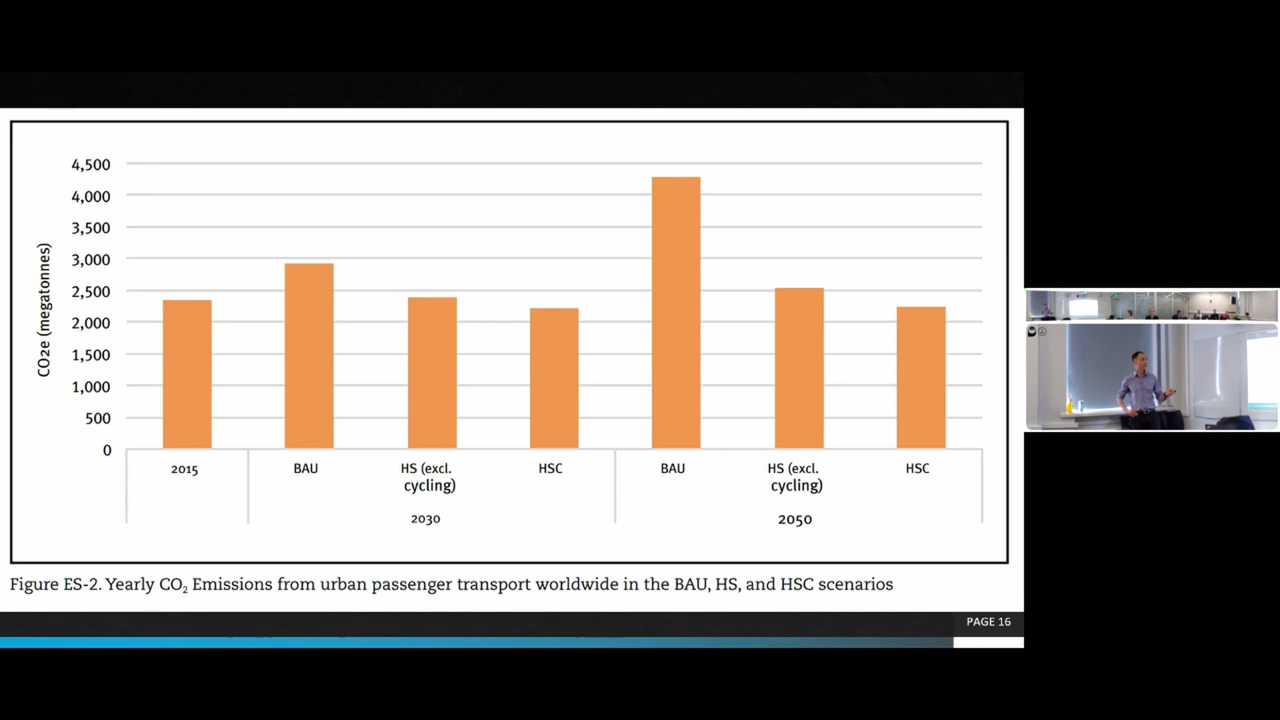 4,500
4,000
3,500
3,000
2,500
2,000
1,500
1,000
500
0
CO2e (megatonnes)
2015
BAU
HS (excl.
cycling)
HSC
BAU
HS (excl.
cycling)
HSC
2030
2050
Figure ES-2. Yearly CO₂ Emissions from urban passenger transport worldwide in the BAU, HS, and HSC scenarios
PAGE 16